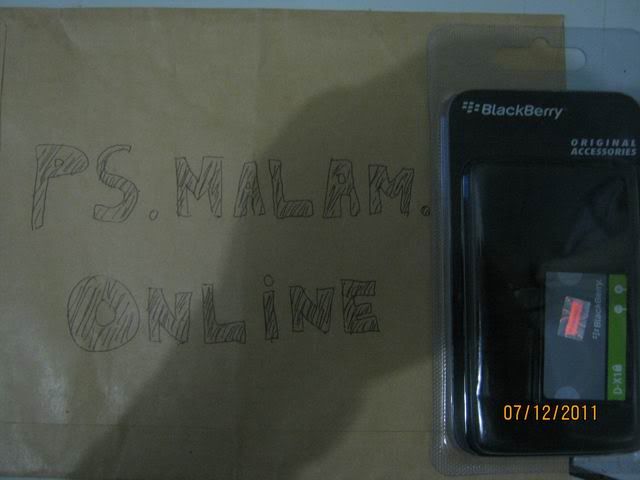 PS. MALAM.
ONLiNE
BlackBerry
ORIGINAL
ACCESSORIES
BlackBerry
D-X1
07/12/2011